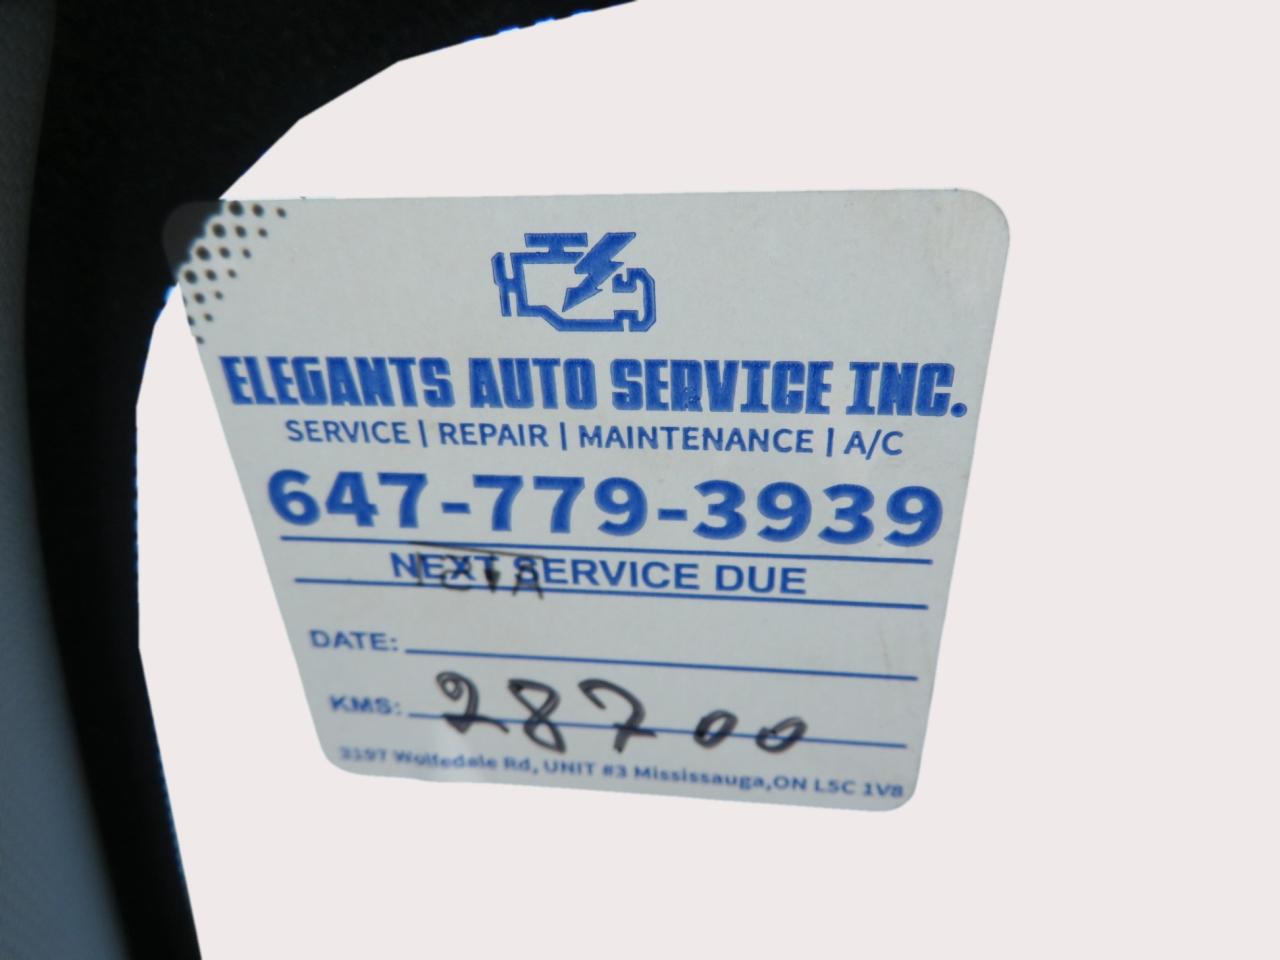 ELEGANTS AUTO SERVICE INC.
SERVICE | REPAIR | MAINTENANCE | A/C
647-779-3939
NEXT SERVICE DUE
DATE:
KMS: 28700
3197 Wolfedale Rd, UNIT #3 Mississauga,ON L5C 1V8